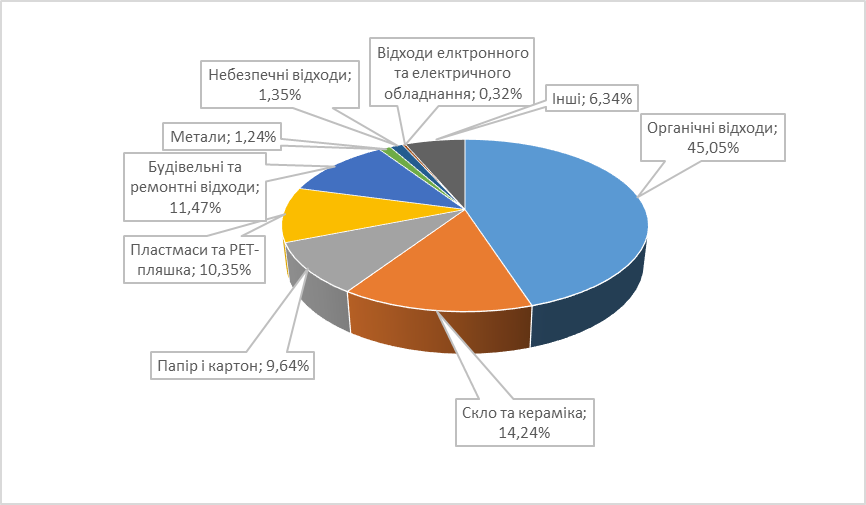 Відходи елктронного
та електричного
обладнання; 0,32%
Небезпечні відходи;
1,35%
Інші; 6,34%
Органічні відходи;
45,05%
Метали; 1,24%
Будівельні та
ремонтні відходи;
11,47%
Пластмаси та PET-
пляшка; 10,35%
Папір і картон; 9,64%
Скло та кераміка;
14,24%